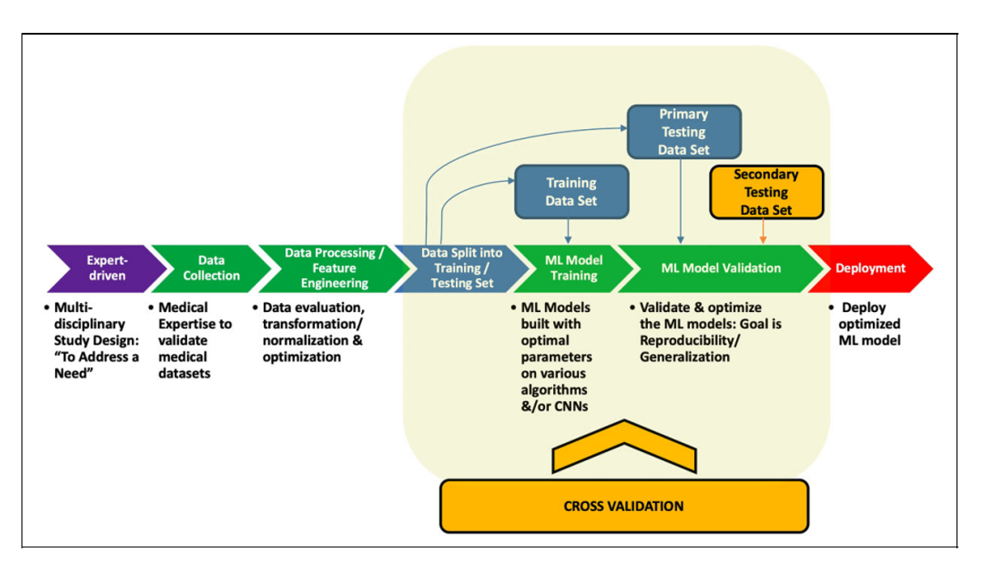 Primary
Testing
Data Set
Training
Data Set
Secondary
Testing
Data Set
Expert-
driven
Data
Collection
Data Processing /
Feature
Engineering
Data Split into
Training /
Testing Set
ML Model
Training
ML Model Validation
Deployment
• Multi-
disciplinary
Study Design:
“To Address a
Need”
• Medical
Expertise to
validate
medical
datasets
• Data evaluation,
transformation/
normalization &
optimization
• ML Models
built with
optimal
parameters
on various
algorithms
&/or CNNs
• Validate & optimize
the ML models: Goal is
Reproducibility/
Generalization
• Deploy
optimized
ML model
CROSS VALIDATION